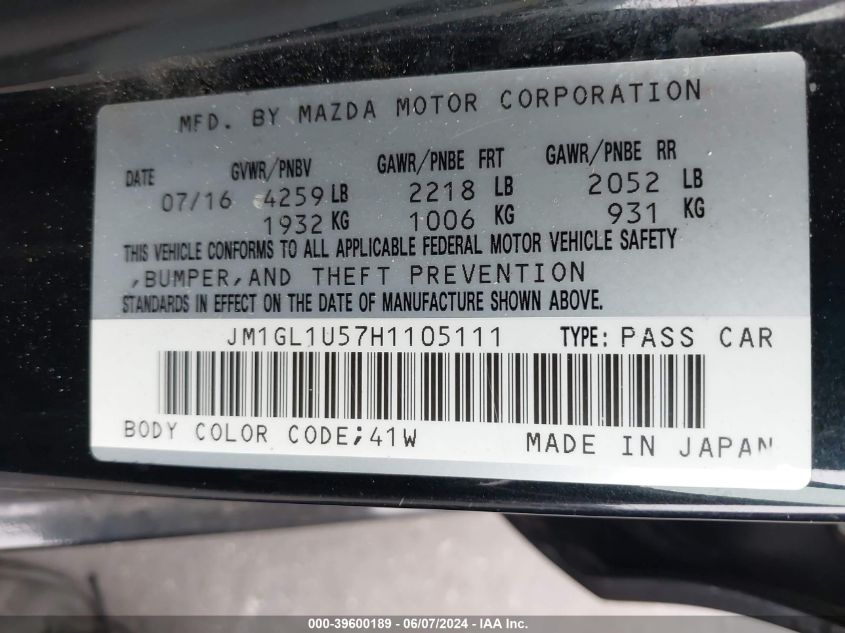 MFD. BY MAZDA MOTOR CORPORATION
DATE GVWR/PNBV GAWR/PNBE FRT GAWR/PNBE RR
07/16 4259 LB 2218 LB 2052 LB
1932 KG 1006 KG 931 KG
THIS VEHICLE CONFORMS TO ALL APPLICABLE FEDERAL MOTOR VEHICLE SAFETY
,BUMPER,AND THEFT PREVENTION
STANDARDS IN EFFECT ON THE DATE OF MANUFACTURE SHOWN ABOVE.
JM1GL1U57H1105111 TYPE: PASS CAR
BODY COLOR CODE;41W MADE IN JAPAN
000-39600189 - 06/07/2024 - IAA Inc.